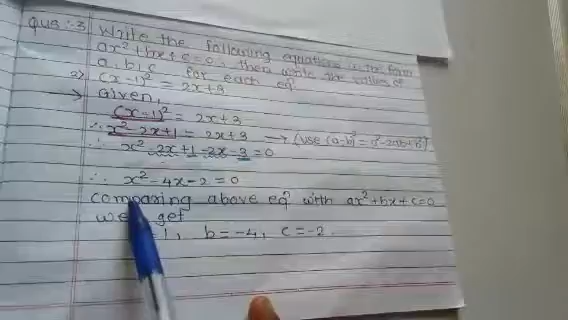 Ques :- 3 Write the following equations in the form
ax² + bx + c = 0, then write the values of
a, b, c for each eqⁿ.
2) (x-1)² = 2x+3
→ Given,
(x-1)² = 2x+3
∴ x² - 2x + 1 = 2x + 3 → (use (a-b)² = a² - 2ab + b²)
∴ x² - 2x + 1 - 2x - 3 = 0
∴ x² - 4x - 2 = 0
comparing above eqⁿ with ax² + bx + c = 0
we get
= 1, b = -4, c = -2.